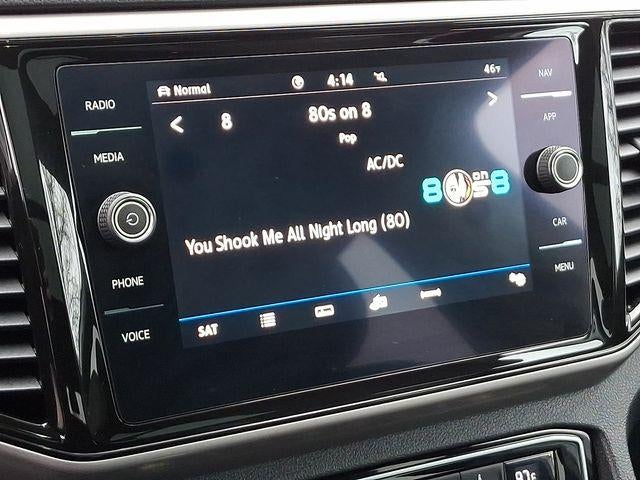 RADIO
MEDIA
PHONE
VOICE
Normal
4:14
46°F
8
80s on 8
Pop
AC/DC
80s on 8
You Shook Me All Night Long (80)
SAT
NAV
APP
CAR
MENU